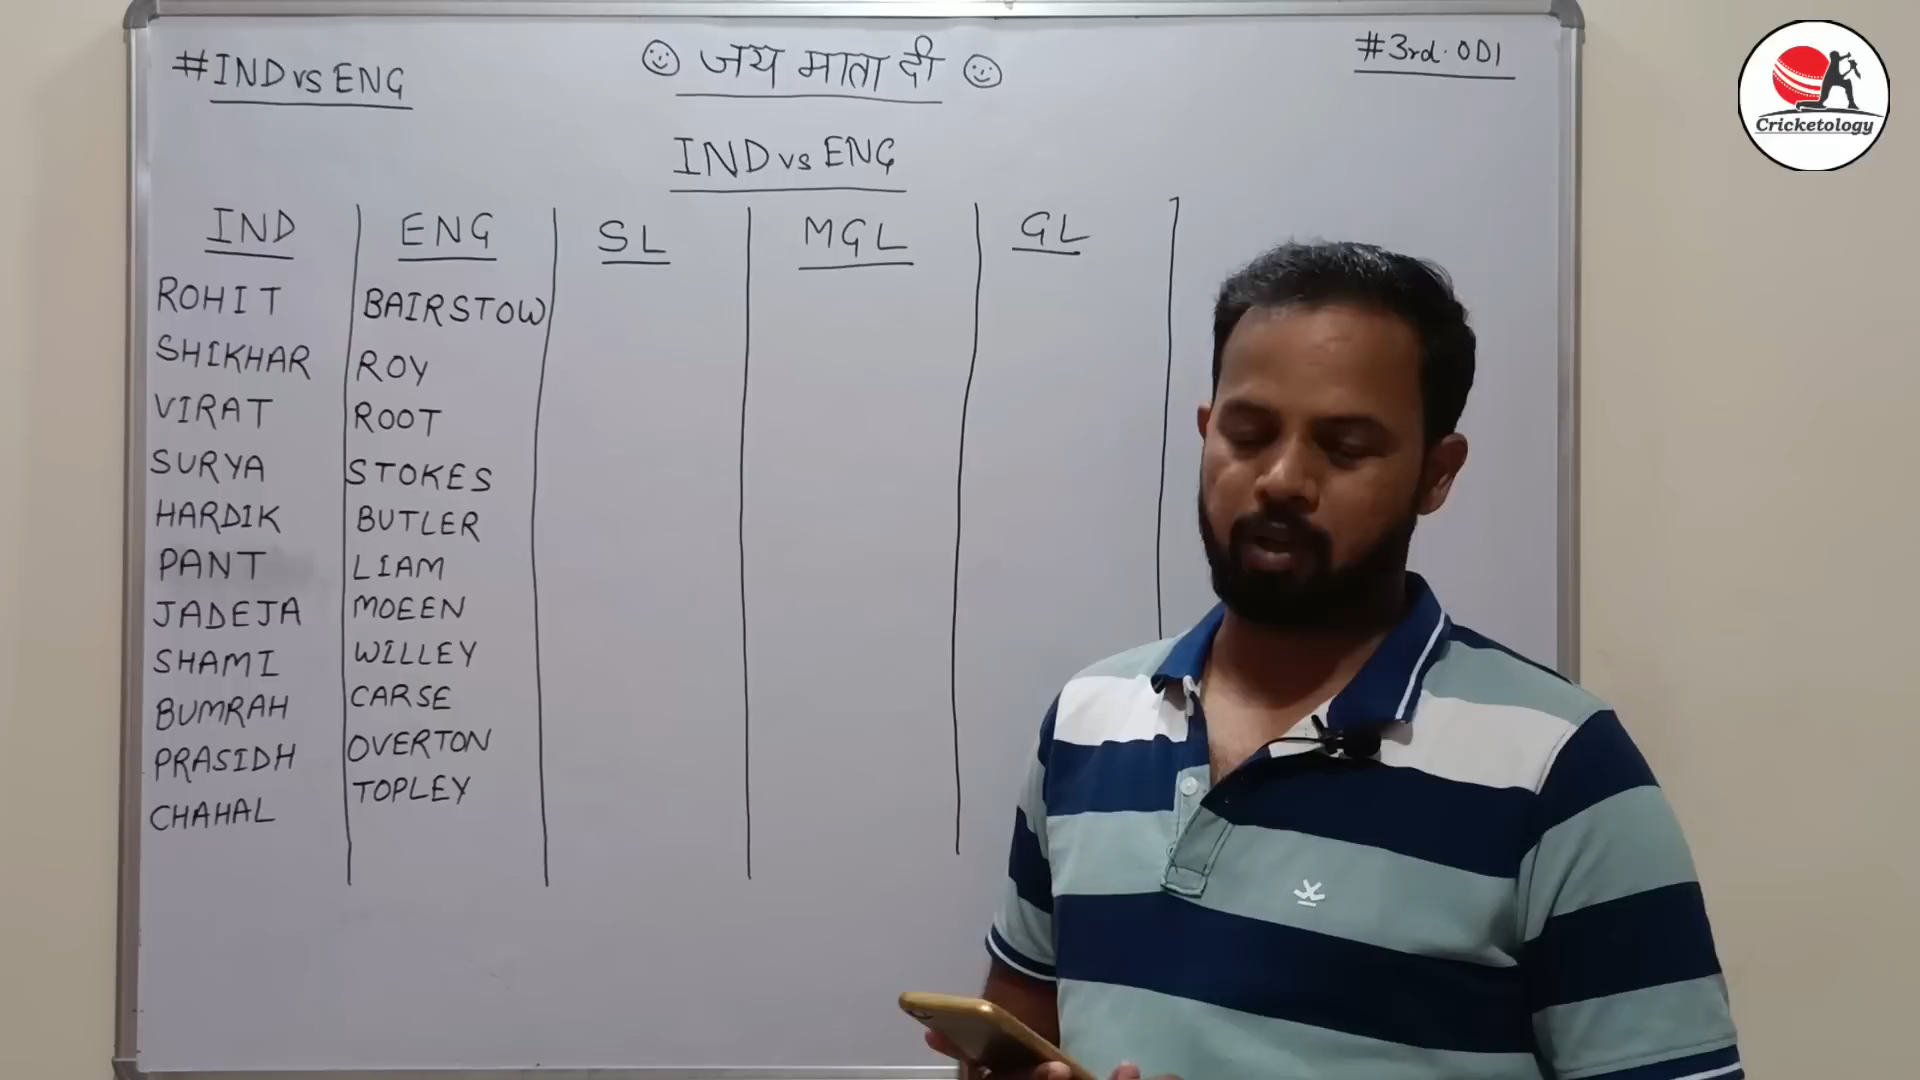 #IND vs ENG
☺ जय माता दी ☺
#3rd.ODI
Cricketology
IND vs ENG
IND ENG SL MGL GL
ROHIT BAIRSTOW
SHIKHAR ROY
VIRAT ROOT
SURYA STOKES
HARDIK BUTLER
PANT LIAM
JADEJA MOEEN
SHAMI WILLEY
BUMRAH CARSE
PRASIDH OVERTON
CHAHAL TOPLEY